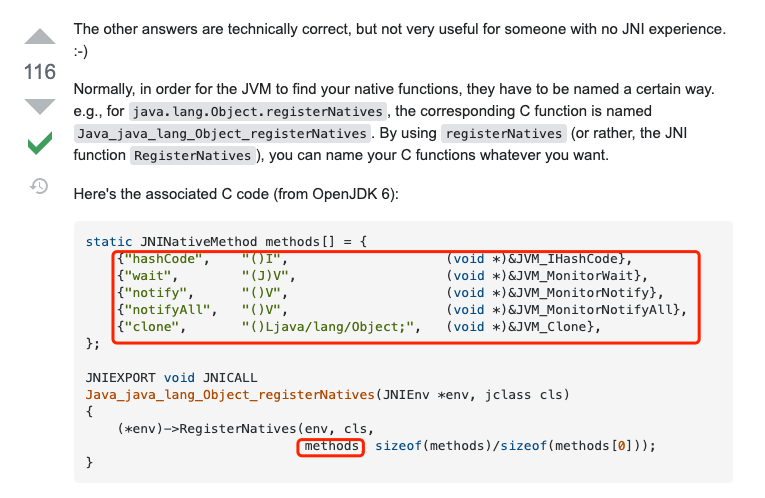 The other answers are technically correct, but not very useful for someone with no JNI experience.
:-)
116
Normally, in order for the JVM to find your native functions, they have to be named a certain way.
e.g., for java.lang.Object.registerNatives, the corresponding C function is named
Java_java_lang_Object_registerNatives. By using registerNatives (or rather, the JNI
function RegisterNatives), you can name your C functions whatever you want.
Here's the associated C code (from OpenJDK 6):
static JNINativeMethod methods[] = {
    {"hashCode",    "()I",                    (void *)&JVM_IHashCode},
    {"wait",        "(J)V",                   (void *)&JVM_MonitorWait},
    {"notify",      "()V",                    (void *)&JVM_MonitorNotify},
    {"notifyAll",   "()V",                    (void *)&JVM_MonitorNotifyAll},
    {"clone",       "()Ljava/lang/Object;",   (void *)&JVM_Clone},
};
JNIEXPORT void JNICALL
Java_java_lang_Object_registerNatives(JNIEnv *env, jclass cls)
{
    (*env)->RegisterNatives(env, cls,
                            methods sizeof(methods)/sizeof(methods[0]));
}